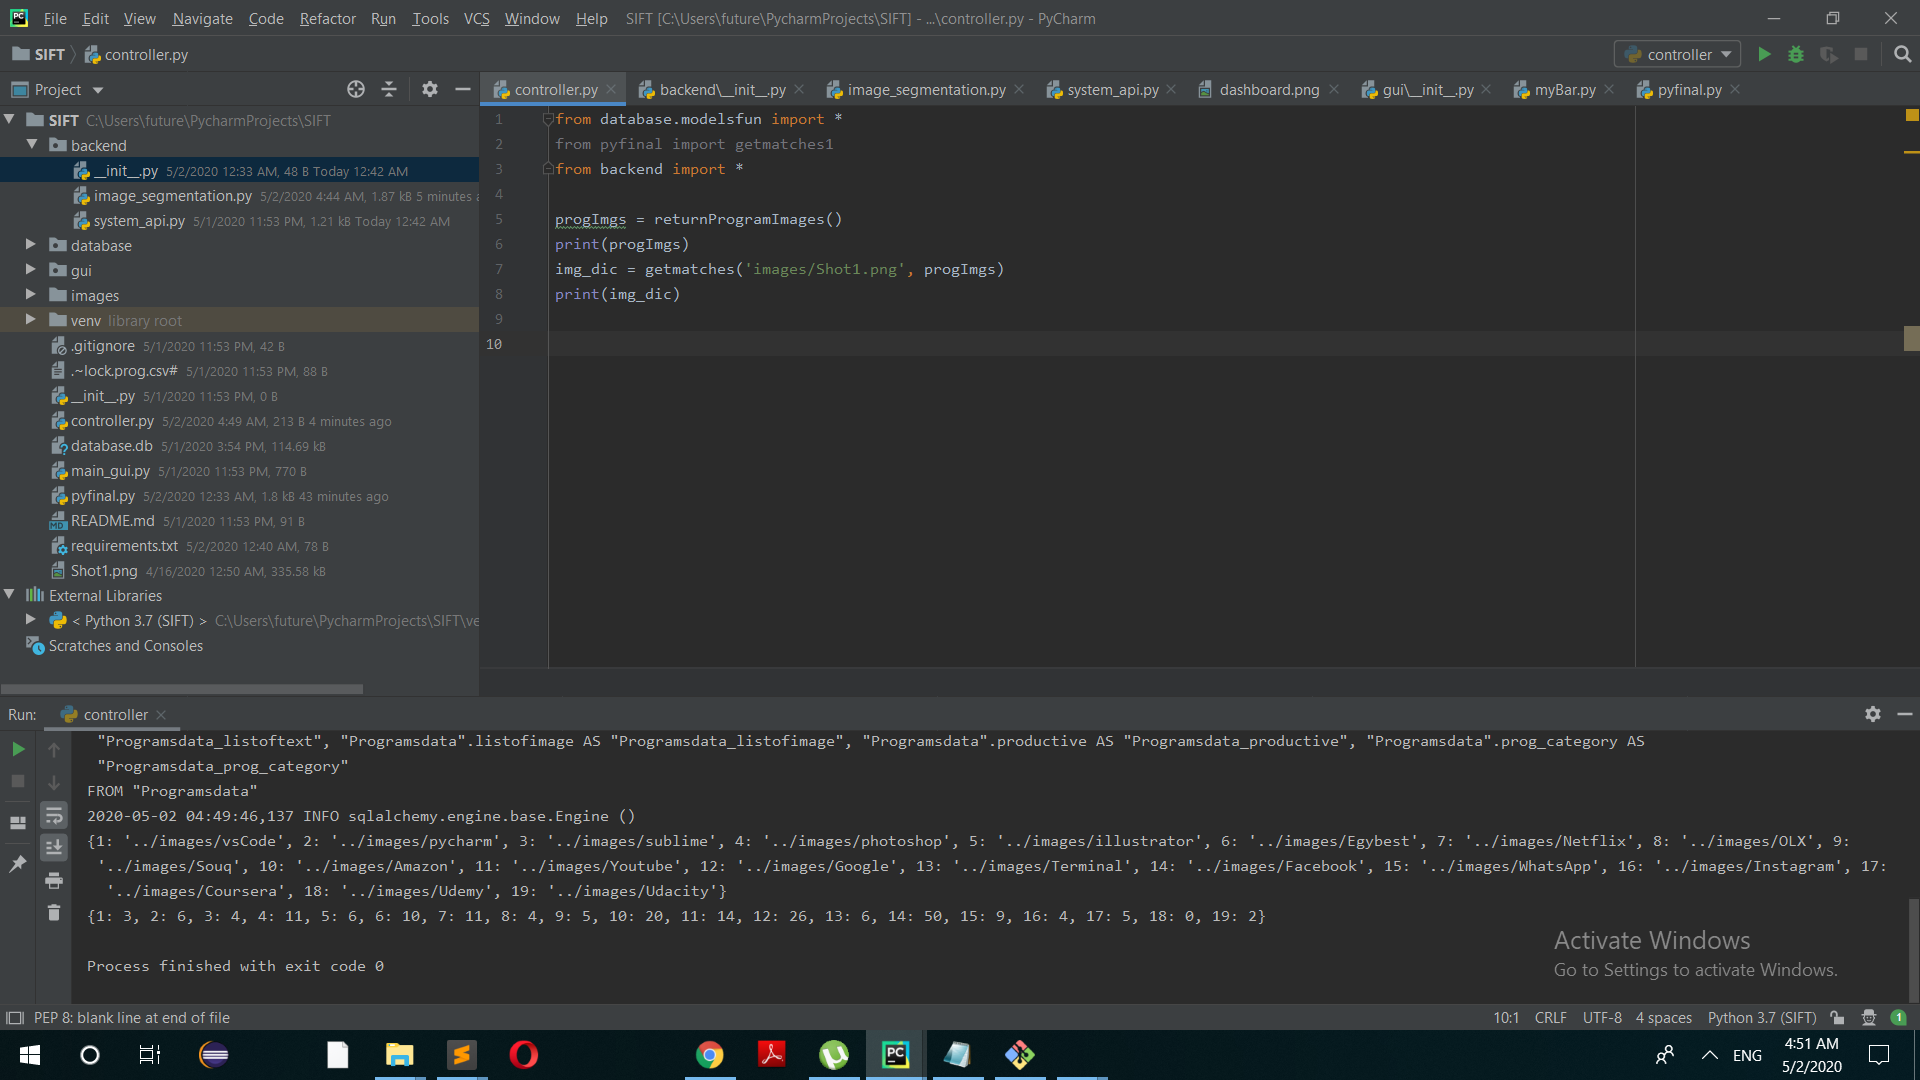 File Edit View Navigate Code Refactor Run Tools VCS Window Help SIFT [C:\Users\future\PycharmProjects\SIFT] - ...\controller.py - PyCharm
SIFT controller.py
controller
Project
controller.py backend\__init__.py image_segmentation.py system_api.py dashboard.png gui\__init__.py myBar.py pyfinal.py
SIFT C:\Users\future\PycharmProjects\SIFT
backend
__init__.py 5/2/2020 12:33 AM, 48 B Today 12:42 AM
image_segmentation.py 5/2/2020 4:44 AM, 1.87 kB 5 minutes a
system_api.py 5/1/2020 11:53 PM, 1.21 kB Today 12:42 AM
database
gui
images
venv library root
.gitignore 5/1/2020 11:53 PM, 42 B
.~lock.prog.csv# 5/1/2020 11:53 PM, 88 B
__init__.py 5/1/2020 11:53 PM, 0 B
controller.py 5/2/2020 4:49 AM, 213 B 4 minutes ago
database.db 5/1/2020 3:54 PM, 114.69 kB
main_gui.py 5/1/2020 11:53 PM, 770 B
pyfinal.py 5/2/2020 12:33 AM, 1.8 kB 43 minutes ago
README.md 5/1/2020 11:53 PM, 91 B
requirements.txt 5/2/2020 12:40 AM, 78 B
Shot1.png 4/16/2020 12:50 AM, 335.58 kB
External Libraries
< Python 3.7 (SIFT) > C:\Users\future\PycharmProjects\SIFT\ve
Scratches and Consoles
1 from database.modelsfun import *
2 from pyfinal import getmatches1
3 from backend import *
4
5 progImgs = returnProgramImages()
6 print(progImgs)
7 img_dic = getmatches('images/Shot1.png', progImgs)
8 print(img_dic)
9
10
Run: controller
"Programsdata_listoftext", "Programsdata".listofimage AS "Programsdata_listofimage", "Programsdata".productive AS "Programsdata_productive", "Programsdata".prog_category AS
"Programsdata_prog_category"
FROM "Programsdata"
2020-05-02 04:49:46,137 INFO sqlalchemy.engine.base.Engine ()
{1: '../images/vsCode', 2: '../images/pycharm', 3: '../images/sublime', 4: '../images/photoshop', 5: '../images/illustrator', 6: '../images/Egybest', 7: '../images/Netflix', 8: '../images/OLX', 9:
'../images/Souq', 10: '../images/Amazon', 11: '../images/Youtube', 12: '../images/Google', 13: '../images/Terminal', 14: '../images/Facebook', 15: '../images/WhatsApp', 16: '../images/Instagram', 17:
'../images/Coursera', 18: '../images/Udemy', 19: '../images/Udacity'}
{1: 3, 2: 6, 3: 4, 4: 11, 5: 6, 6: 10, 7: 11, 8: 4, 9: 5, 10: 20, 11: 14, 12: 26, 13: 6, 14: 50, 15: 9, 16: 4, 17: 5, 18: 0, 19: 2}
Process finished with exit code 0
Activate Windows
Go to Settings to activate Windows.
PEP 8: blank line at end of file
10:1 CRLF UTF-8 4 spaces Python 3.7 (SIFT) 1
ENG
4:51 AM
5/2/2020